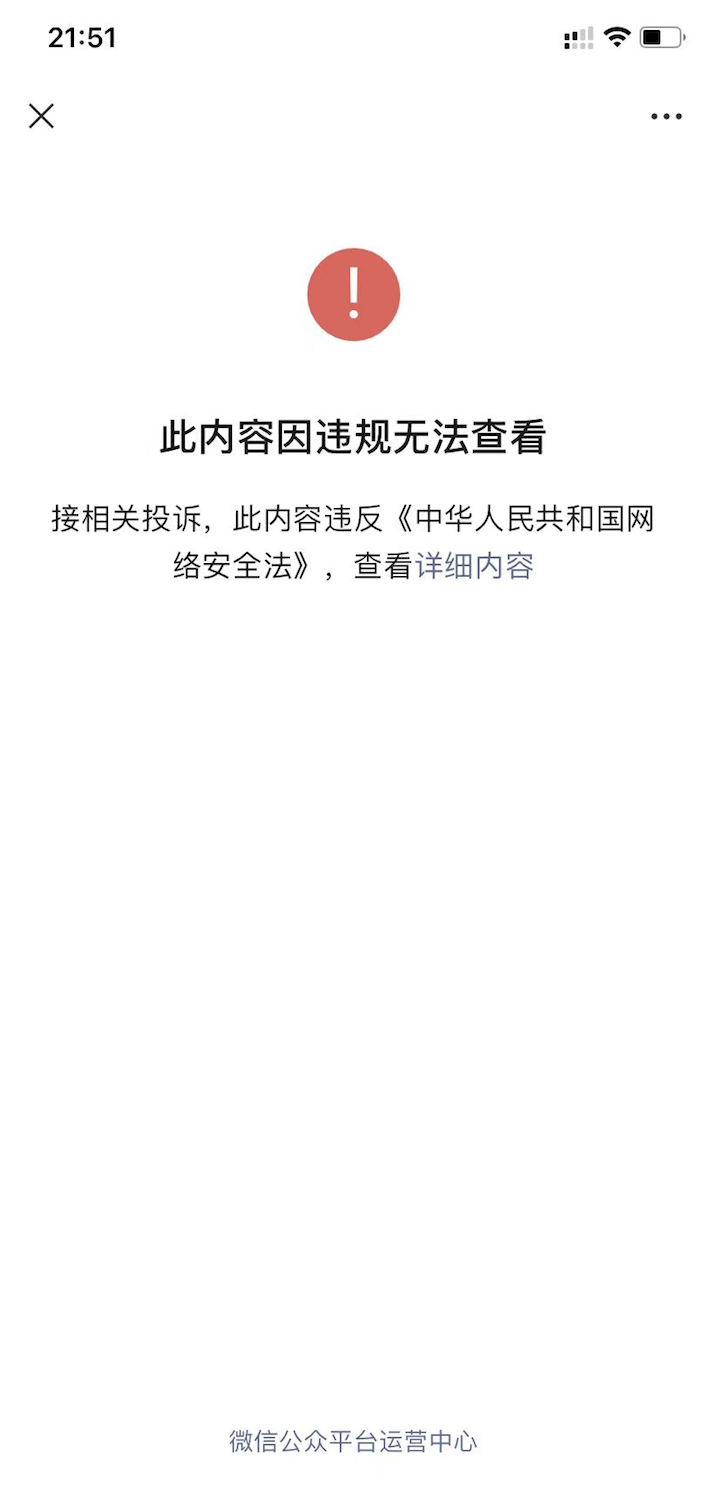 21:51
此内容因违规无法查看
接相关投诉，此内容违反《中华人民共和国网
络安全法》，查看详细内容
微信公众平台运营中心